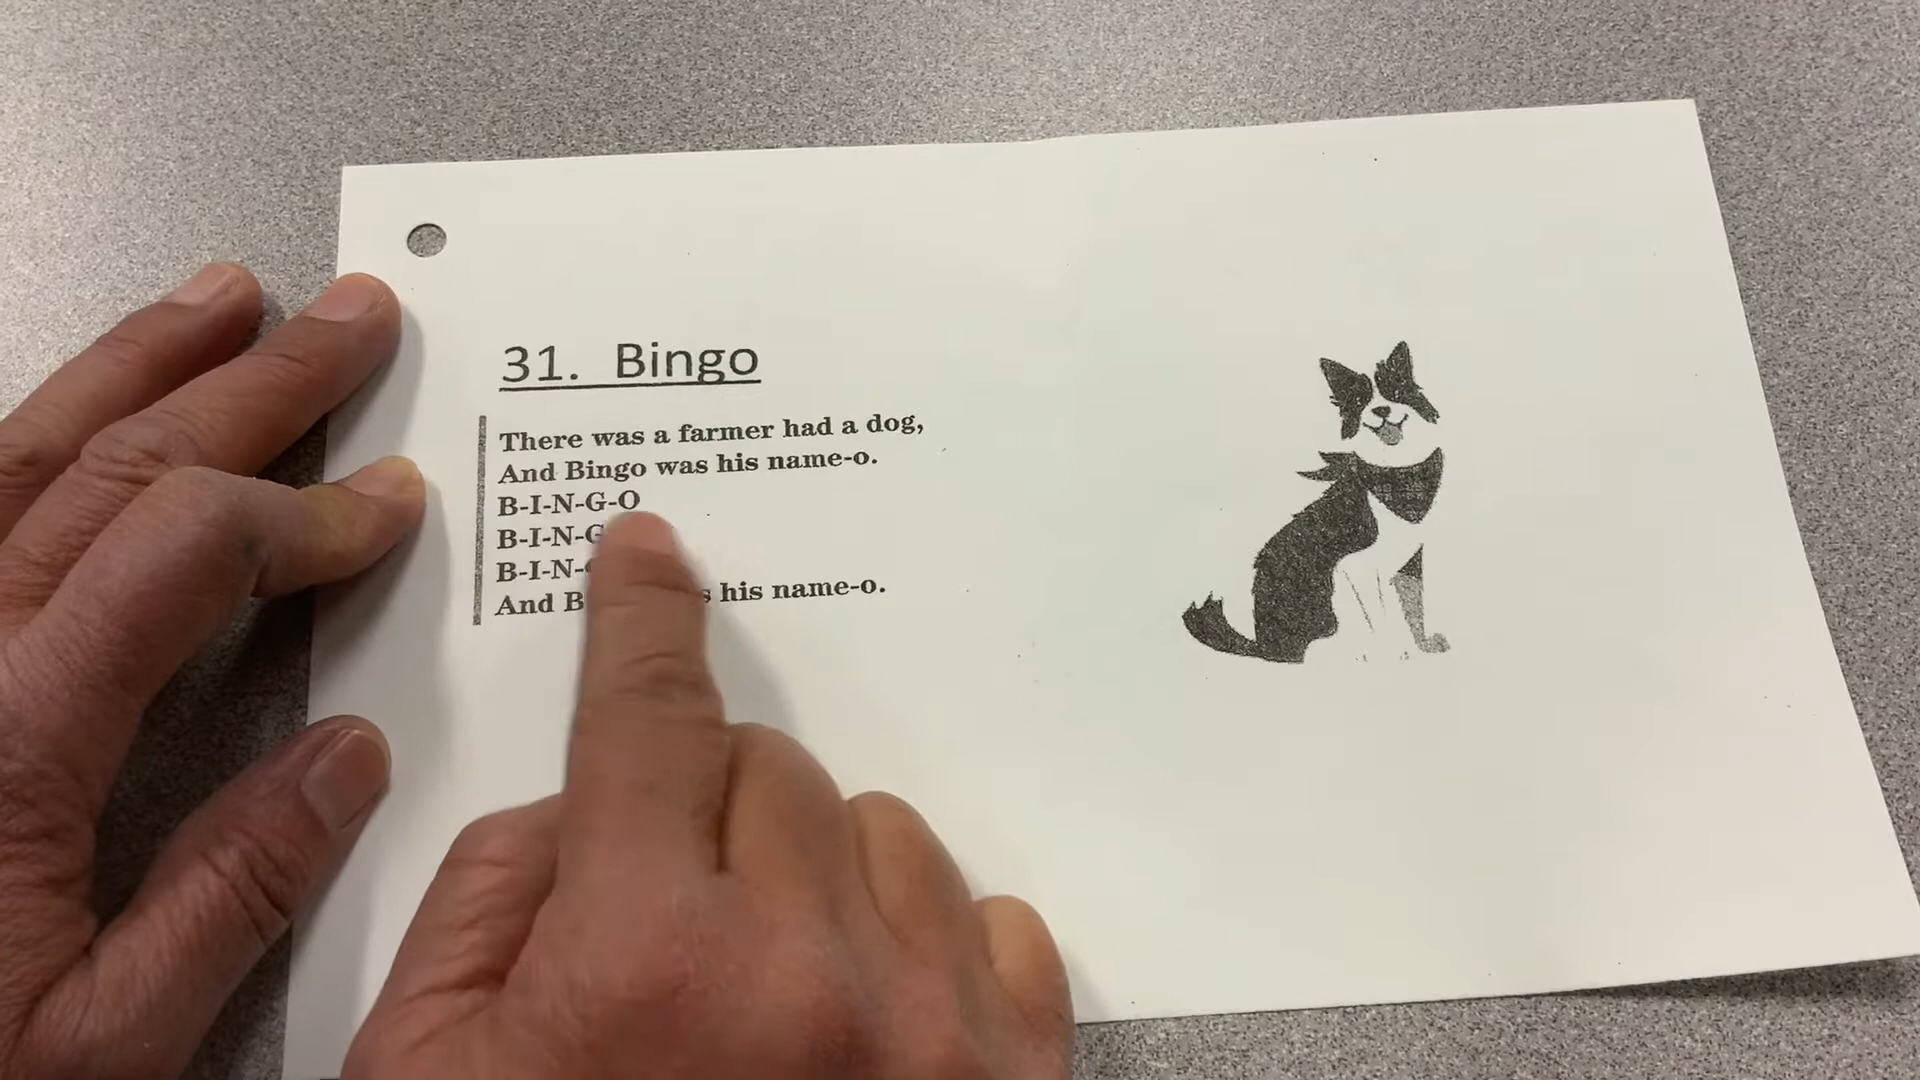 31. Bingo
There was a farmer had a dog,
And Bingo was his name-o.
B-I-N-G-O
B-I-N-G
B-I-N-
And his name-o.